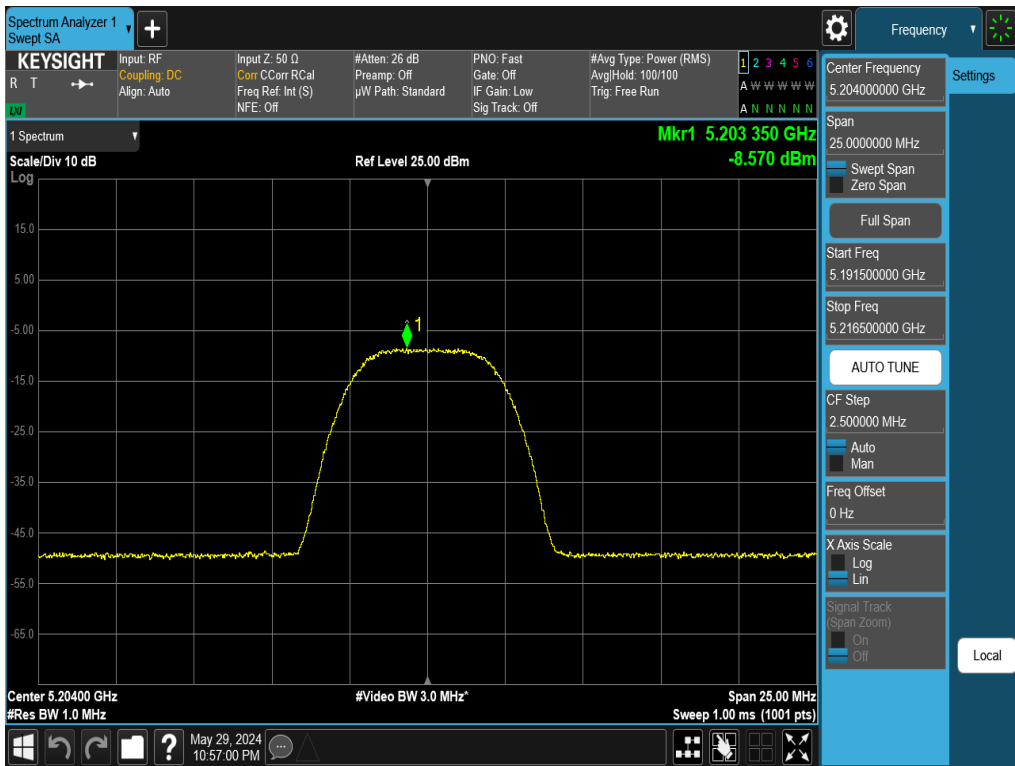 Spectrum Analyzer 1
Swept SA
Frequency
KEYSIGHT
R T
LXI
Input: RF
Coupling: DC
Align: Auto
Input Z: 50 Ω
Corr CCorr RCal
Freq Ref: Int (S)
NFE: Off
#Atten: 26 dB
Preamp: Off
µW Path: Standard
PNO: Fast
Gate: Off
IF Gain: Low
Sig Track: Off
#Avg Type: Power (RMS)
Avg|Hold: 100/100
Trig: Free Run
1 2 3 4 5 6
A W W W W W
A N N N N N
1 Spectrum
Mkr1 5.203 350 GHz
-8.570 dBm
Scale/Div 10 dB
Ref Level 25.00 dBm
Log
15.0
5.00
-5.00
-15.0
-25.0
-35.0
-45.0
-55.0
-65.0
1
Center 5.20400 GHz
#Video BW 3.0 MHz*
Span 25.00 MHz
#Res BW 1.0 MHz
Sweep 1.00 ms (1001 pts)
Center Frequency
5.204000000 GHz
Settings
Span
25.0000000 MHz
Swept Span
Zero Span
Full Span
Start Freq
5.191500000 GHz
Stop Freq
5.216500000 GHz
AUTO TUNE
CF Step
2.500000 MHz
Auto
Man
Freq Offset
0 Hz
X Axis Scale
Log
Lin
Signal Track
(Span Zoom)
On
Off
Local
?
May 29, 2024
10:57:00 PM